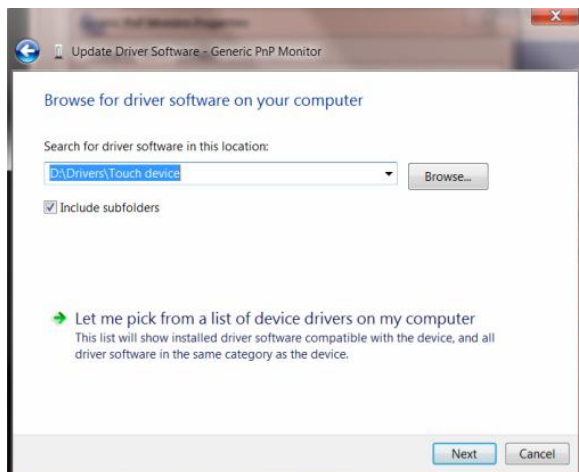 Update Driver Software - Generic PnP Monitor
Browse for driver software on your computer
Search for driver software in this location:
D:\Drivers\Touch device
Browse...
Include subfolders
Let me pick from a list of device drivers on my computer
This list will show installed driver software compatible with the device, and all
driver software in the same category as the device.
Next
Cancel